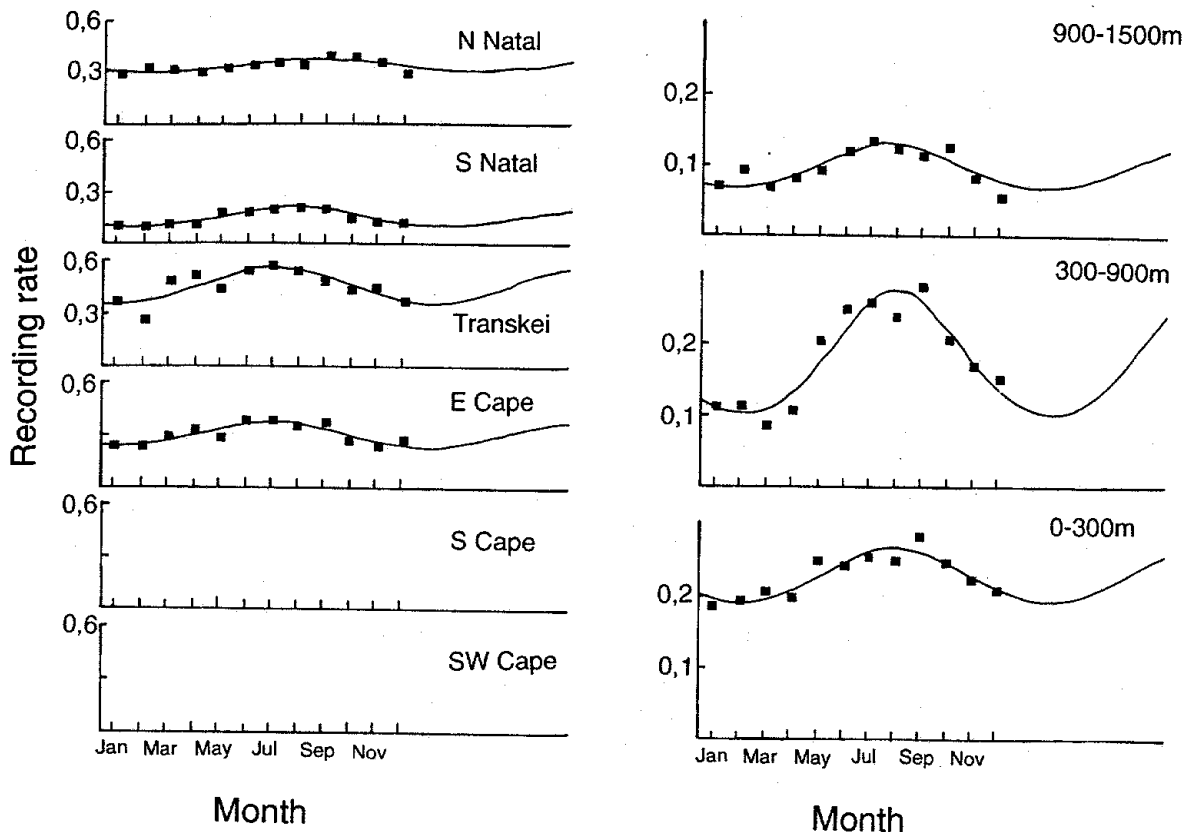 Recording rate
0,6
0,3
N Natal
0,6
0,3
S Natal
0,6
0,3
Transkei
0,6
E Cape
0,6
S Cape
0,6
SW Cape
Jan Mar May Jul Sep Nov
Month
900-1500m
0,2
0,1
300-900m
0,2
0,1
0-300m
0,2
0,1
Jan Mar May Jul Sep Nov
Month